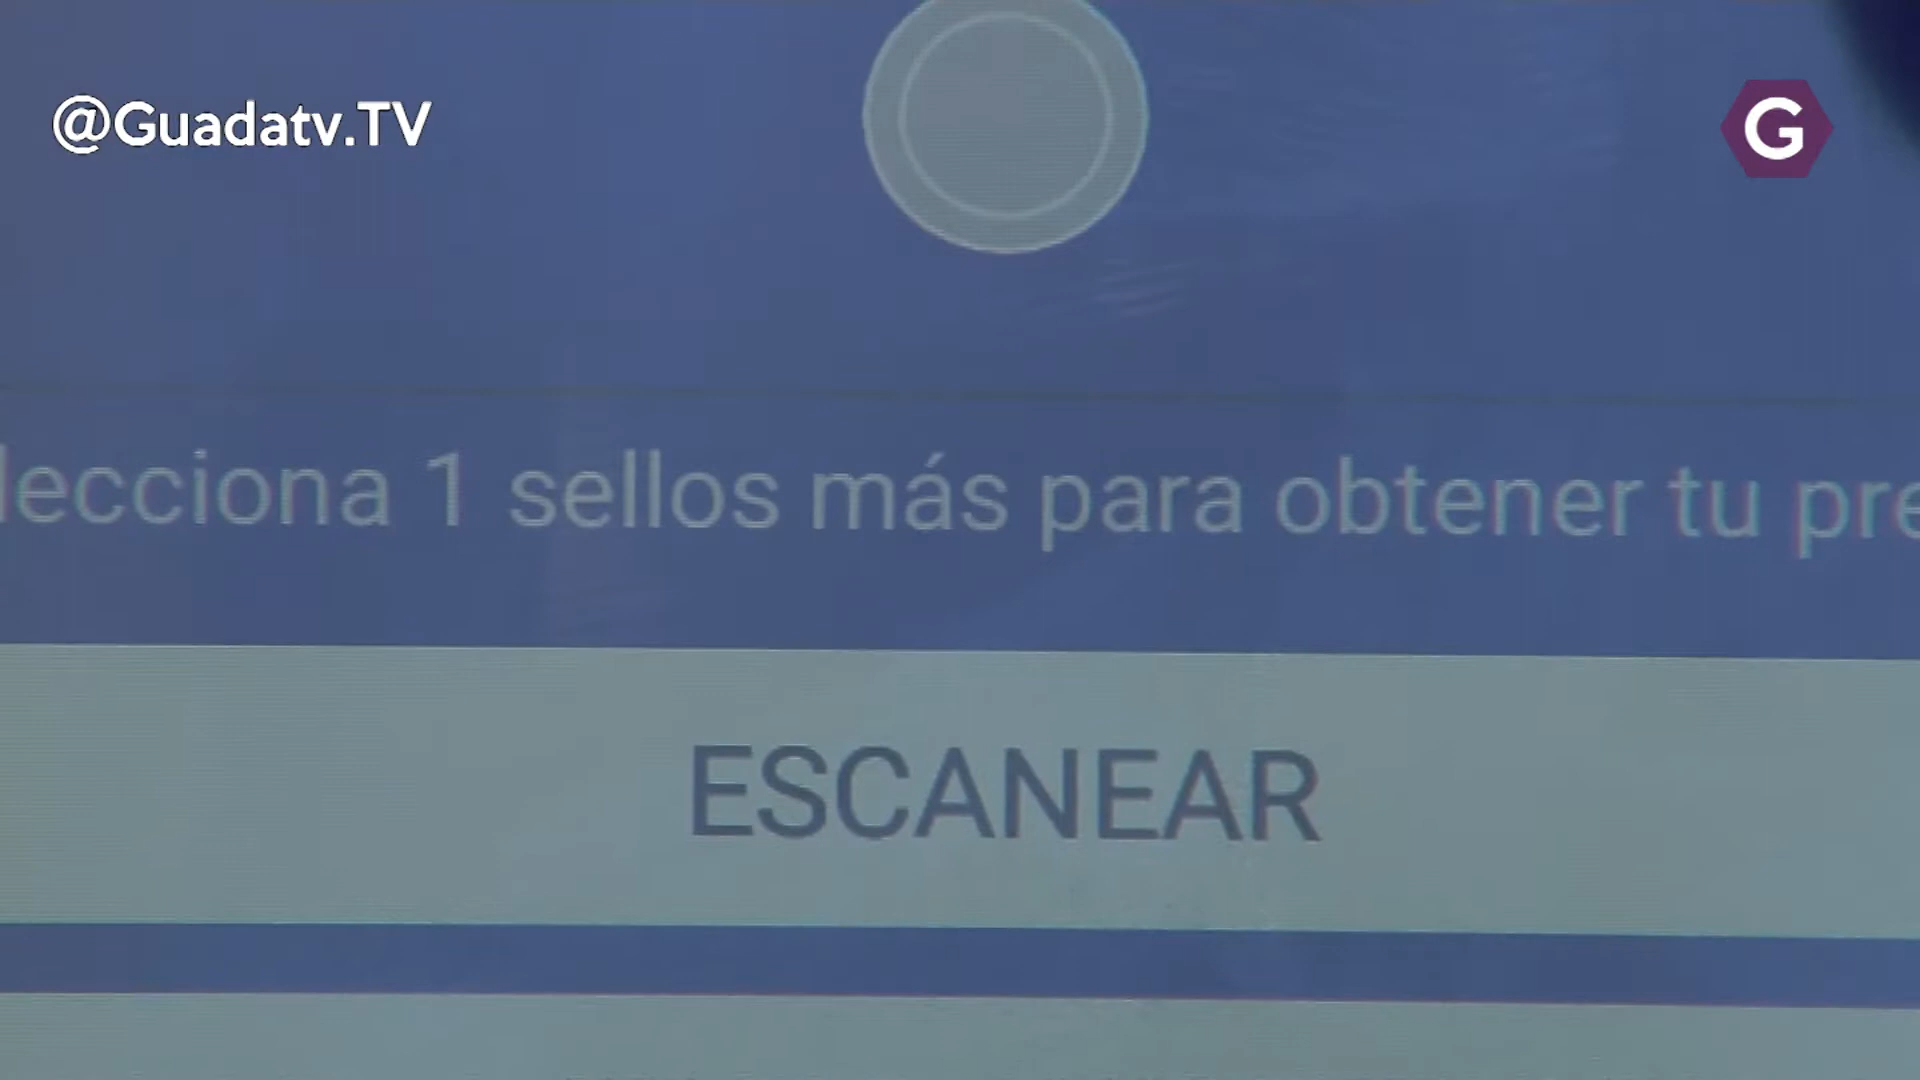 @Guadatv.TV
G
lecciona 1 sellos más para obtener tu pre
ESCANEAR